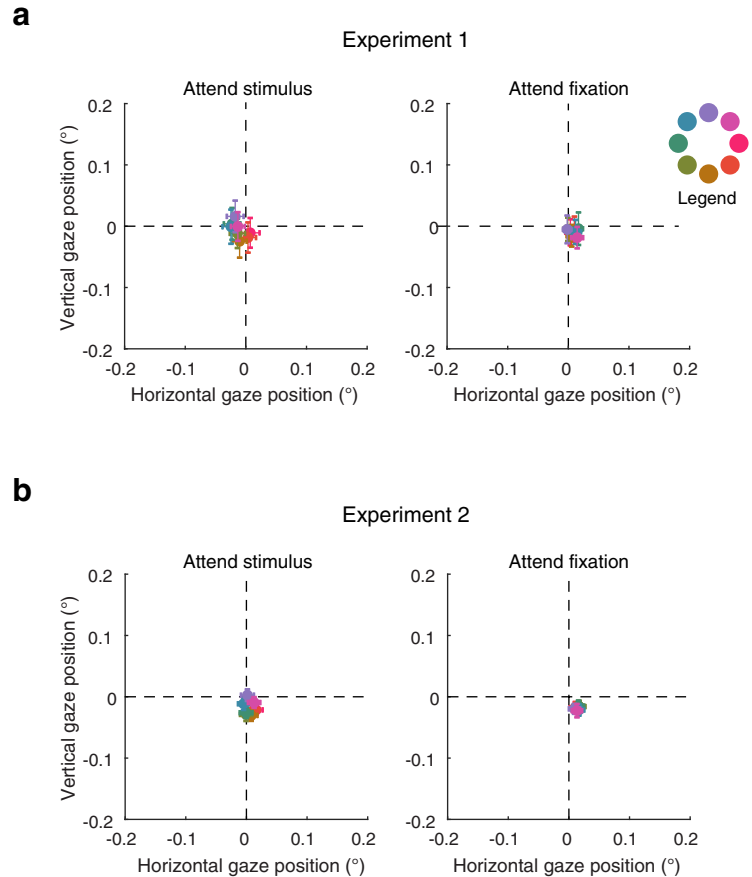 a
Experiment 1
Attend stimulus
Attend fixation
0.2
0.1
0
-0.1
-0.2
Vertical gaze position (°)
-0.2
-0.1
0
0.1
0.2
Horizontal gaze position (°)
0.2
0.1
0
-0.1
-0.2
-0.2
-0.1
0
0.1
0.2
Horizontal gaze position (°)
Legend
b
Experiment 2
Attend stimulus
Attend fixation
0.2
0.1
0
-0.1
-0.2
Vertical gaze position (°)
-0.2
-0.1
0
0.1
0.2
Horizontal gaze position (°)
0.2
0.1
0
-0.1
-0.2
-0.2
-0.1
0
0.1
0.2
Horizontal gaze position (°)